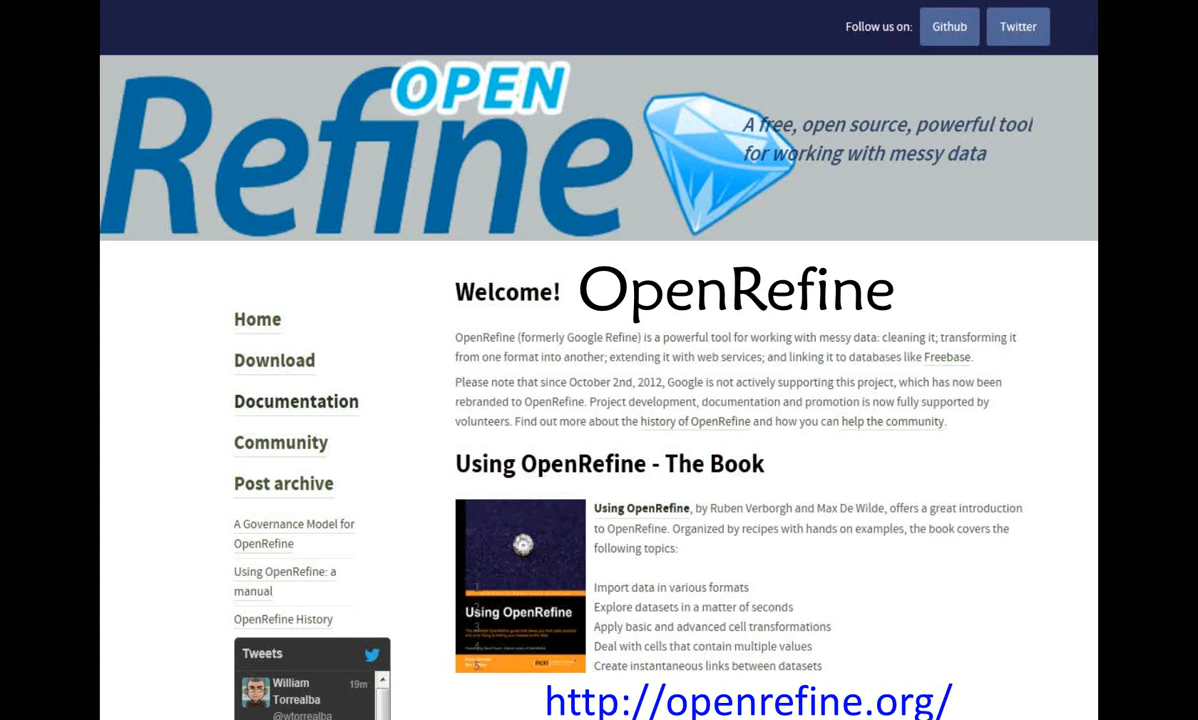 Follow us on: Github Twitter
OPEN
Refine
A free, open source, powerful tool
for working with messy data
Welcome! OpenRefine
OpenRefine (formerly Google Refine) is a powerful tool for working with messy data: cleaning it; transforming it
from one format into another; extending it with web services; and linking it to databases like Freebase.
Please note that since October 2nd, 2012, Google is not actively supporting this project, which has now been
rebranded to OpenRefine. Project development, documentation and promotion is now fully supported by
volunteers. Find out more about the history of OpenRefine and how you can help the community.
Using OpenRefine - The Book
Using OpenRefine, by Ruben Verborgh and Max De Wilde, offers a great introduction
to OpenRefine. Organized by recipes with hands on examples, the book covers the
following topics:
1. Import data in various formats
2. Explore datasets in a matter of seconds
3. Apply basic and advanced cell transformations
4. Deal with cells that contain multiple values
5. Create instantaneous links between datasets
Using OpenRefine
http://openrefine.org/
Home
Download
Documentation
Community
Post archive
A Governance Model for
OpenRefine
Using OpenRefine: a
manual
OpenRefine History
Tweets
William 19m
Torrealba
@wtorrealba